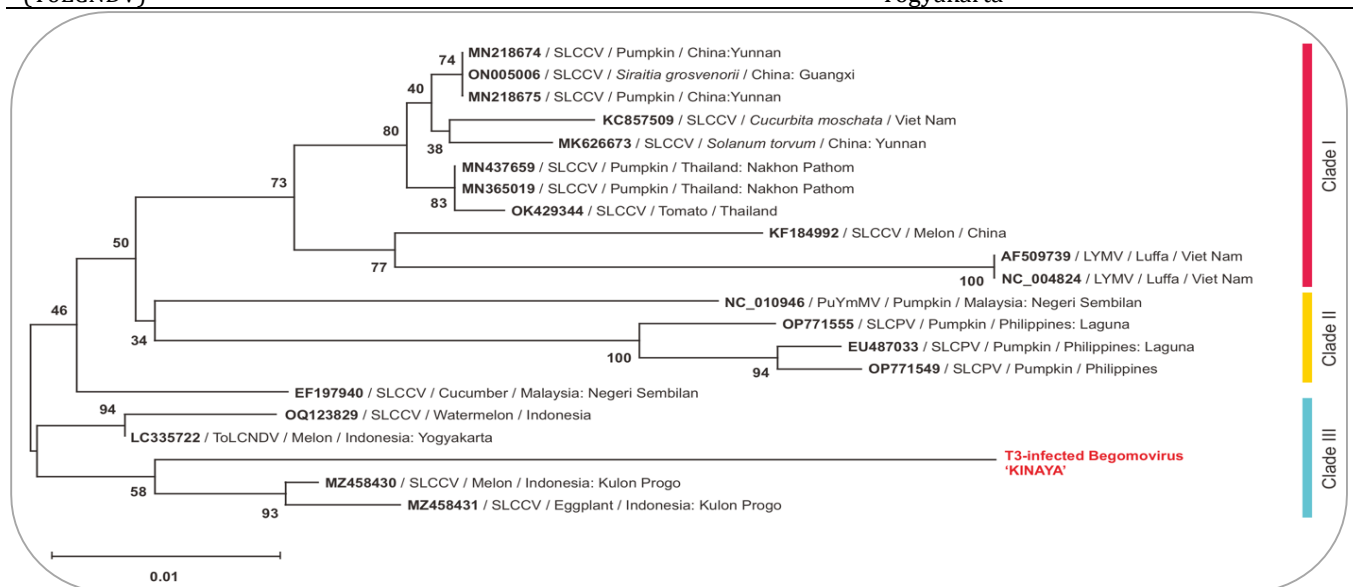 (ToLCNDV) Yogyakarta
74 MN218674 / SLCCV / Pumpkin / China:Yunnan
ON005006 / SLCCV / Siraitia grosvenorii / China: Guangxi
40
MN218675 / SLCCV / Pumpkin / China:Yunnan
KC857509 / SLCCV / Cucurbita moschata / Viet Nam
80
38 MK626673 / SLCCV / Solanum torvum / China: Yunnan
MN437659 / SLCCV / Pumpkin / Thailand: Nakhon Pathom
73
MN365019 / SLCCV / Pumpkin / Thailand: Nakhon Pathom
83 OK429344 / SLCCV / Tomato / Thailand
KF184992 / SLCCV / Melon / China
50
AF509739 / LYMV / Luffa / Viet Nam
77
100 NC_004824 / LYMV / Luffa / Viet Nam
Clade I
NC_010946 / PuYmMV / Pumpkin / Malaysia: Negeri Sembilan
46
OP771555 / SLCPV / Pumpkin / Philippines: Laguna
34
EU487033 / SLCPV / Pumpkin / Philippines: Laguna
100
94 OP771549 / SLCPV / Pumpkin / Philippines
Clade II
EF197940 / SLCCV / Cucumber / Malaysia: Negeri Sembilan
94
OQ123829 / SLCCV / Watermelon / Indonesia
LC335722 / ToLCNDV / Melon / Indonesia: Yogyakarta
T3-infected Begomovirus
‘KINAYA’
58
MZ458430 / SLCCV / Melon / Indonesia: Kulon Progo
93 MZ458431 / SLCCV / Eggplant / Indonesia: Kulon Progo
Clade III
0.01